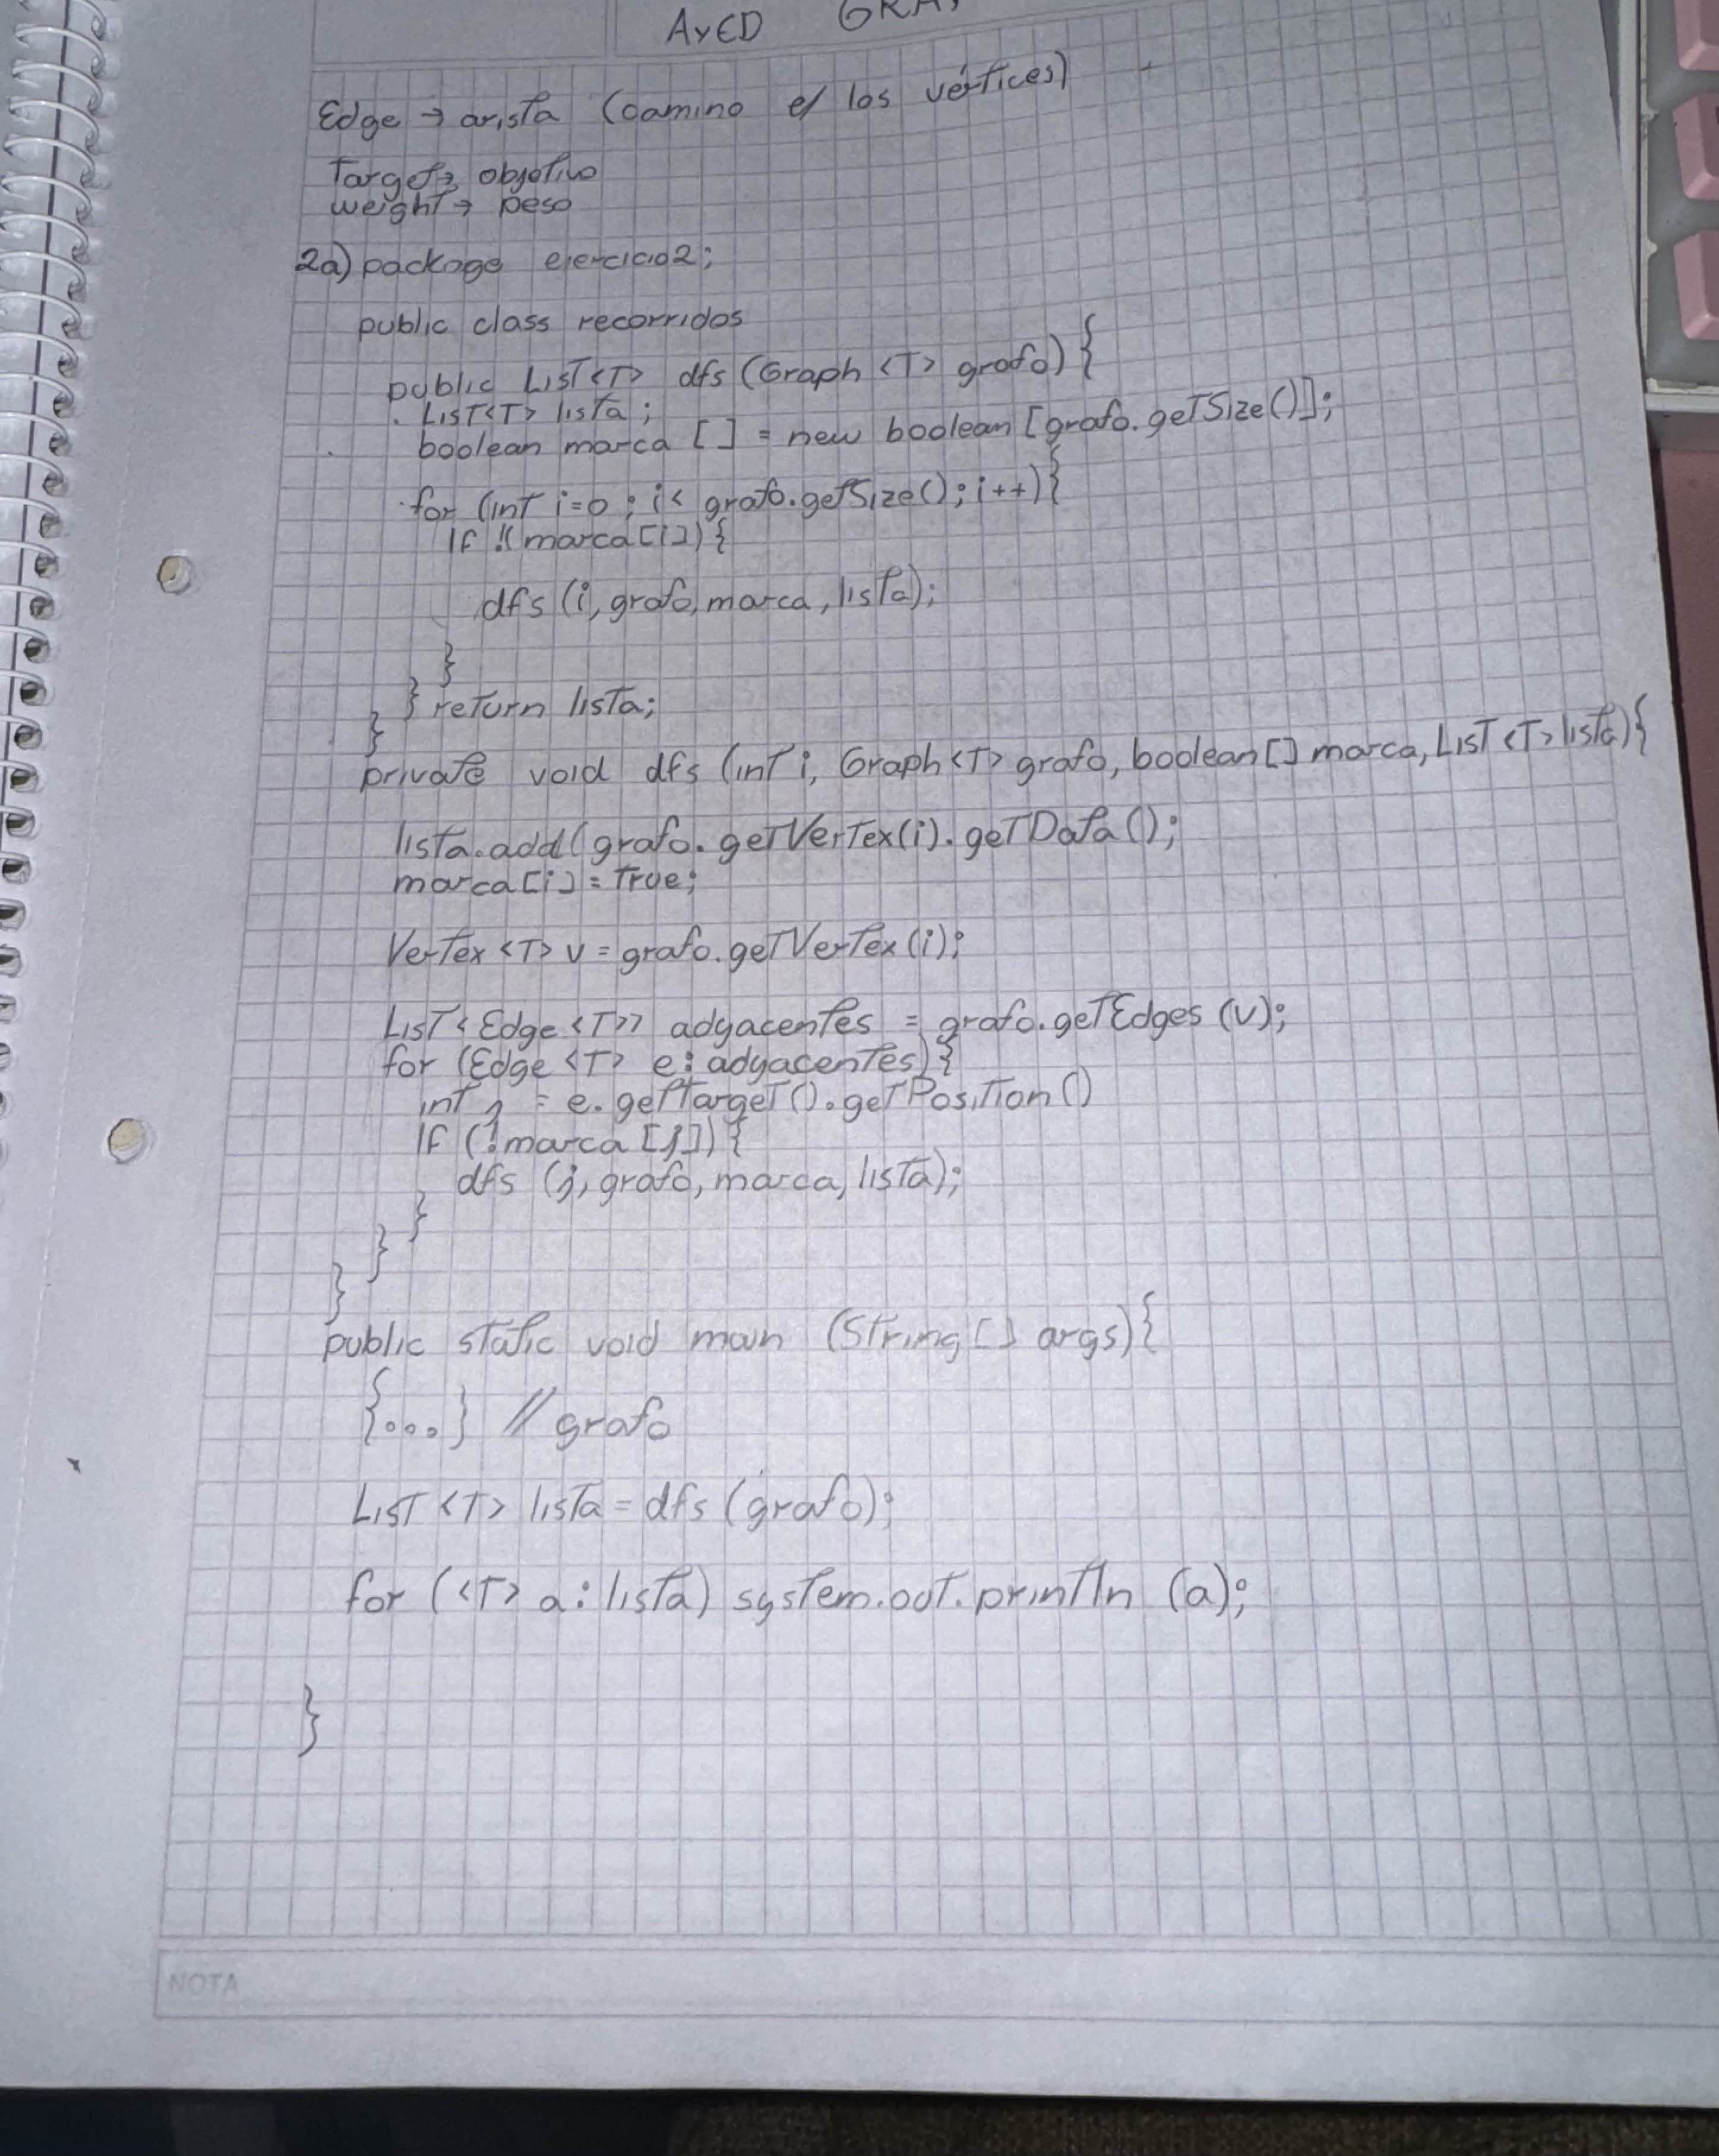 AyED GRA
Edge → arista (camino e/ los vértices)
Target → objetivo
weight → peso
2a) package ejercicio2;
public class recorridos
public List<T> dfs (Graph <T> grafo) {
List<T> lista;
boolean marca [] = new boolean [grafo.getSize()];
for (int i=0; i< grafo.getSize(); i++){
if !(marca[i]) {
dfs (i, grafo, marca, lista);
}
} return lista;
}
private void dfs (int i, Graph<T> grafo, boolean[] marca, List<T> lista){
lista.add(grafo.getVertex(i).getData();
marca[i] = true;
Vertex <T> v = grafo.getVertex(i);
List<Edge <T>> adyacentes = grafo.getEdges (v);
for (Edge <T> e: adyacentes) {
int j = e.getTarget().getPosition()
if (!marca [j]) {
dfs (j, grafo, marca, lista);
}
}
}
public static void main (String[] args){
{...} // grafo
List <T> lista = dfs (grafo);
for (<T> a: lista) system.out.println (a);
}
NOTA